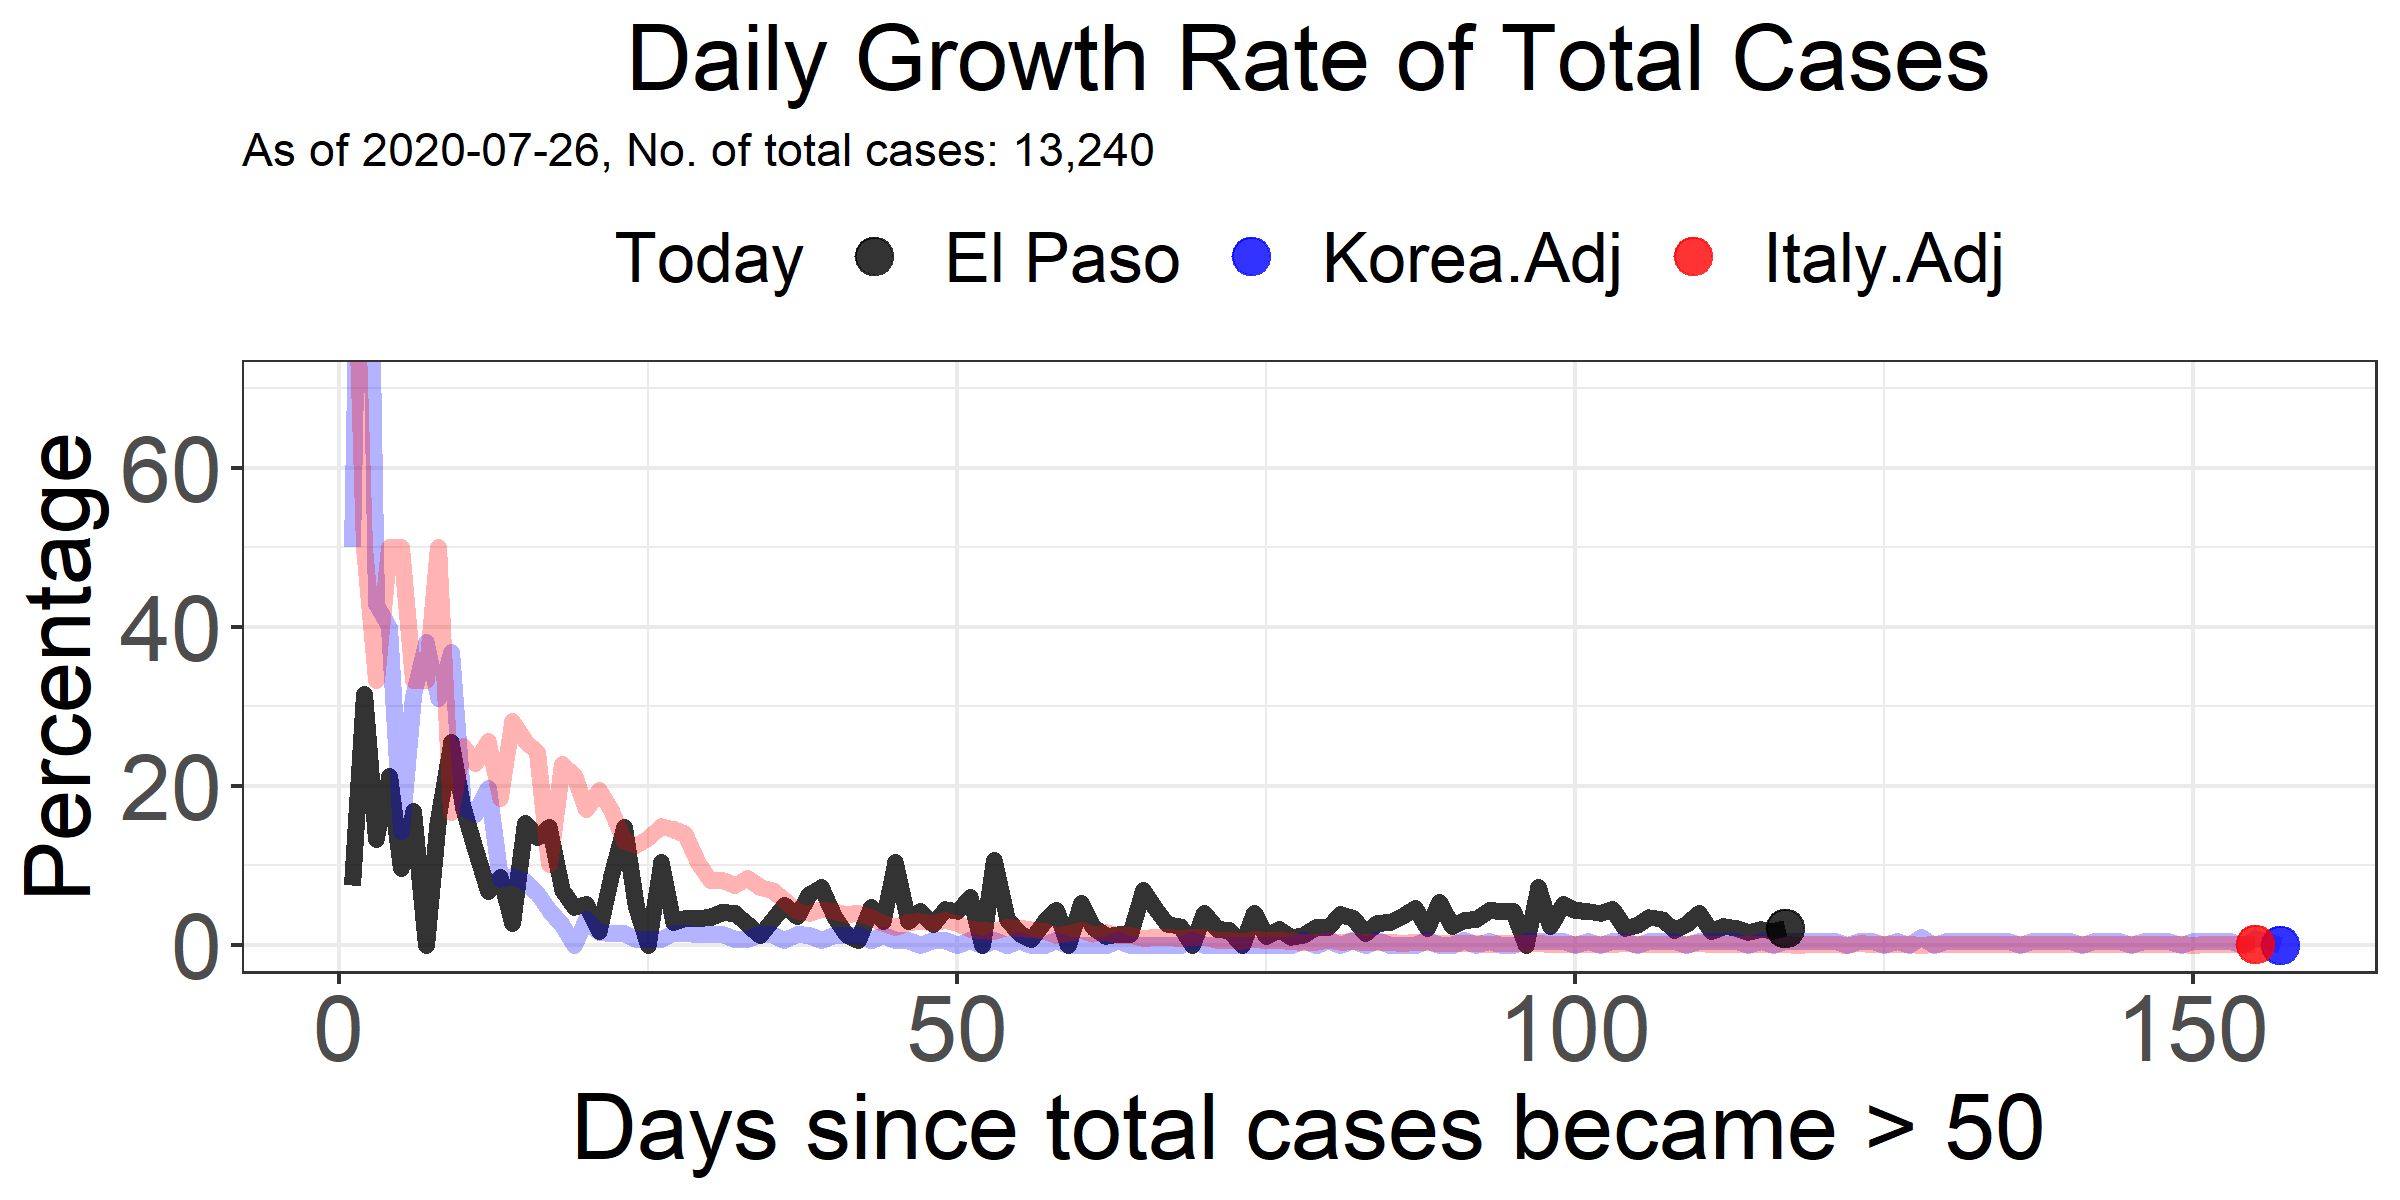 Daily Growth Rate of Total Cases
As of 2020-07-26, No. of total cases: 13,240
Today El Paso Korea.Adj Italy.Adj
Percentage
60
40
20
0
0 50 100 150
Days since total cases became > 50